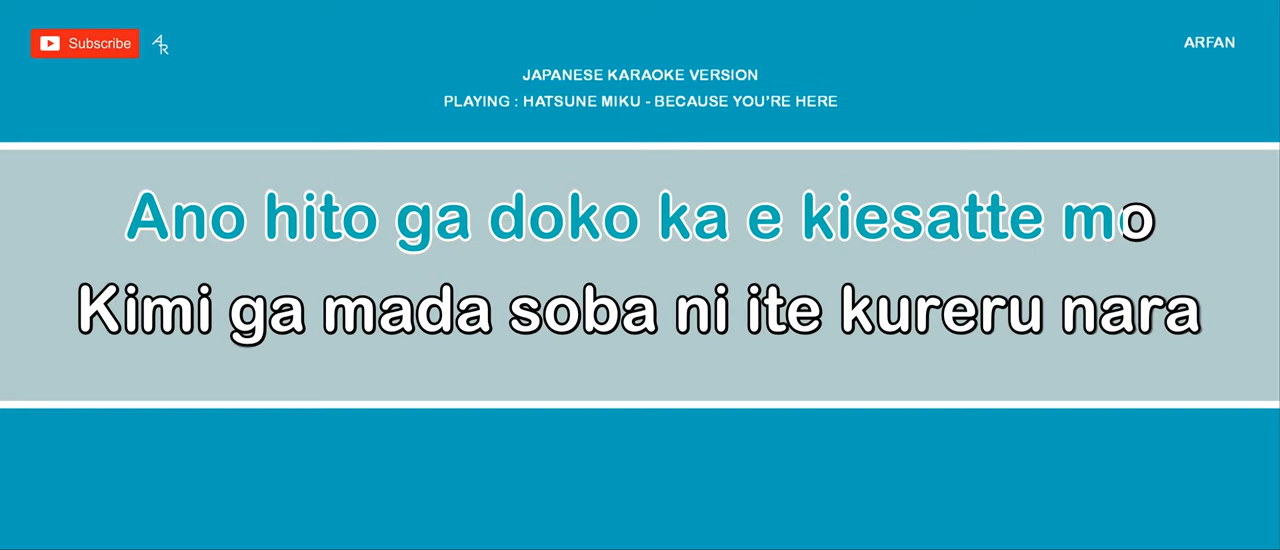 Subscribe
AR
ARFAN
JAPANESE KARAOKE VERSION
PLAYING : HATSUNE MIKU - BECAUSE YOU'RE HERE
Ano hito ga doko ka e kiesatte mo
Kimi ga mada soba ni ite kureru nara